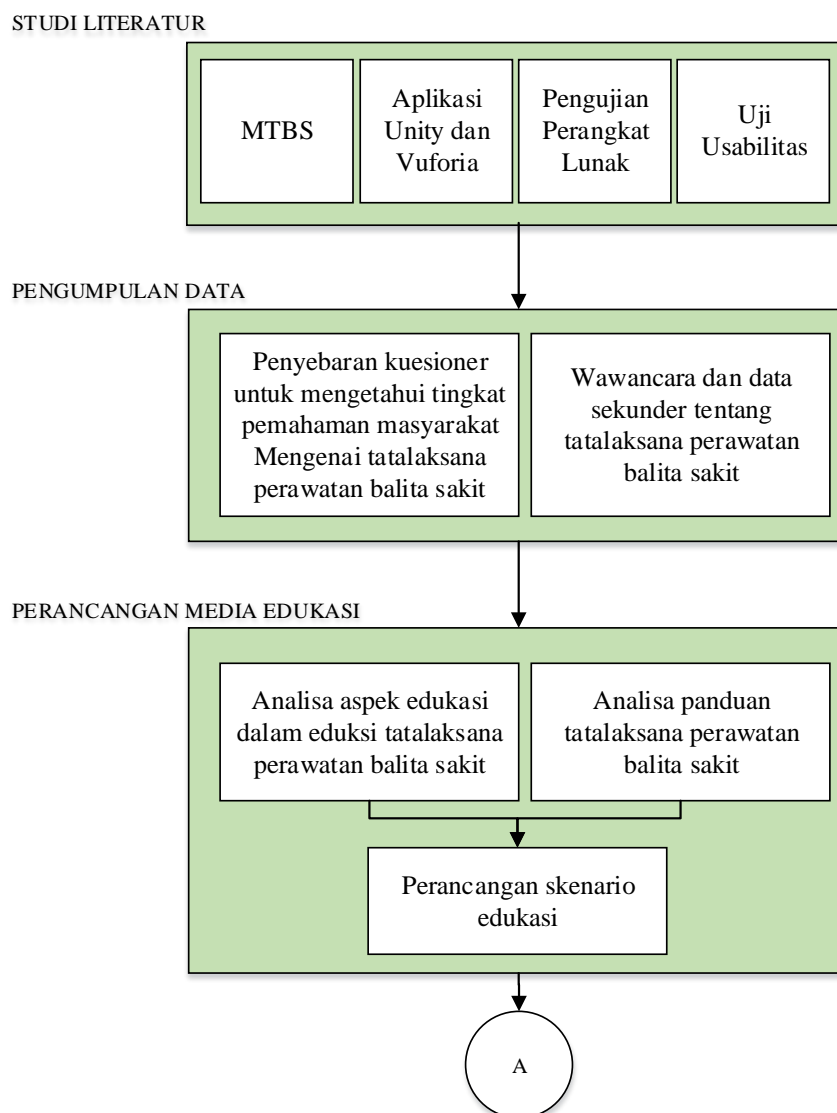 STUDI LITERATUR
MTBS
Aplikasi
Unity dan
Vuforia
Pengujian
Perangkat
Lunak
Uji
Usabilitas
PENGUMPULAN DATA
Penyebaran kuesioner
untuk mengetahui tingkat
pemahaman masyarakat
Mengenai tatalaksana
perawatan balita sakit
Wawancara dan data
sekunder tentang
tatalaksana perawatan
balita sakit
PERANCANGAN MEDIA EDUKASI
Analisa aspek edukasi
dalam eduksi tatalaksana
perawatan balita sakit
Analisa panduan
tatalaksana perawatan
balita sakit
Perancangan skenario
edukasi
A